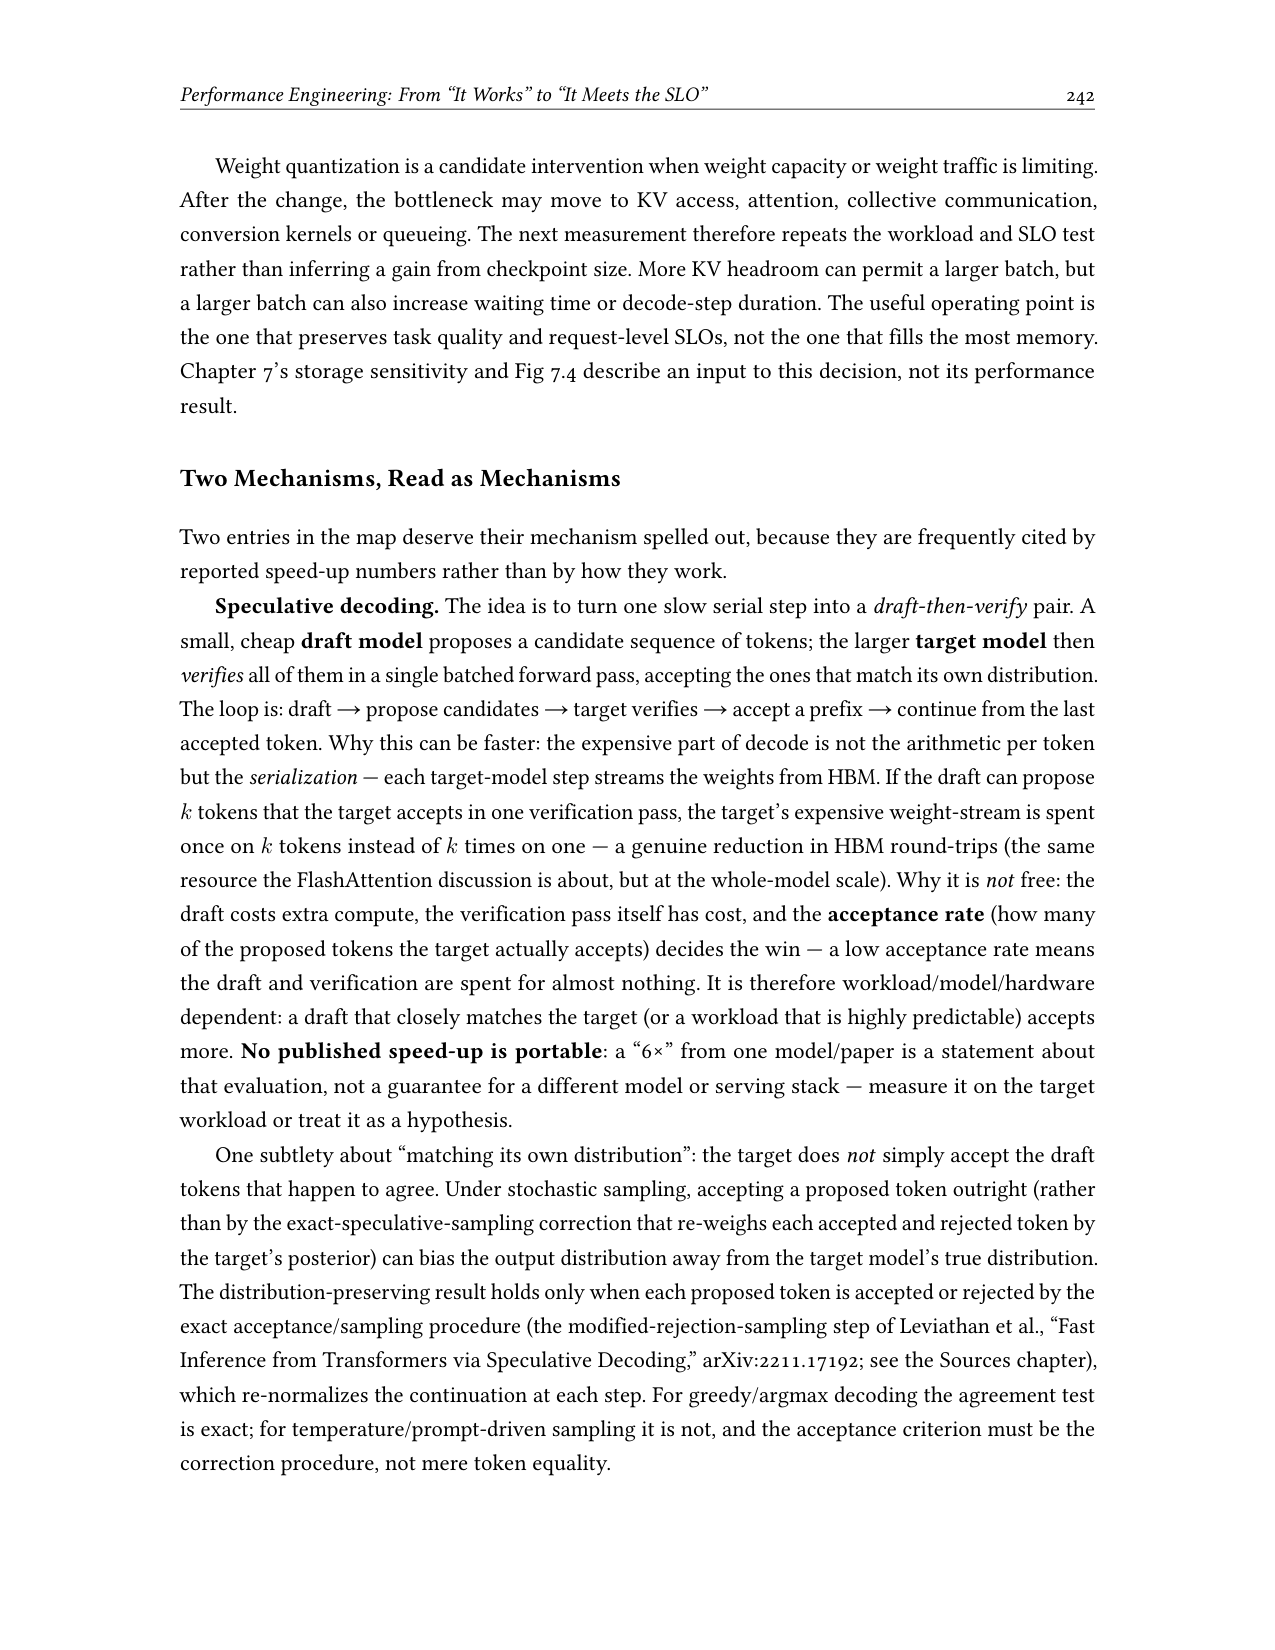 Performance Engineering: From “It Works” to “It Meets the SLO” 242
Weight quantization is a candidate intervention when weight capacity or weight traffic is limiting.
After the change, the bottleneck may move to KV access, attention, collective communication,
conversion kernels or queueing. The next measurement therefore repeats the workload and SLO test
rather than inferring a gain from checkpoint size. More KV headroom can permit a larger batch, but
a larger batch can also increase waiting time or decode-step duration. The useful operating point is
the one that preserves task quality and request-level SLOs, not the one that fills the most memory.
Chapter 7’s storage sensitivity and Fig 7.4 describe an input to this decision, not its performance
result.
Two Mechanisms, Read as Mechanisms
Two entries in the map deserve their mechanism spelled out, because they are frequently cited by
reported speed-up numbers rather than by how they work.
Speculative decoding. The idea is to turn one slow serial step into a draft-then-verify pair. A
small, cheap draft model proposes a candidate sequence of tokens; the larger target model then
verifies all of them in a single batched forward pass, accepting the ones that match its own distribution.
The loop is: draft → propose candidates → target verifies → accept a prefix → continue from the last
accepted token. Why this can be faster: the expensive part of decode is not the arithmetic per token
but the serialization — each target-model step streams the weights from HBM. If the draft can propose
k tokens that the target accepts in one verification pass, the target’s expensive weight-stream is spent
once on k tokens instead of k times on one — a genuine reduction in HBM round-trips (the same
resource the FlashAttention discussion is about, but at the whole-model scale). Why it is not free: the
draft costs extra compute, the verification pass itself has cost, and the acceptance rate (how many
of the proposed tokens the target actually accepts) decides the win — a low acceptance rate means
the draft and verification are spent for almost nothing. It is therefore workload/model/hardware
dependent: a draft that closely matches the target (or a workload that is highly predictable) accepts
more. No published speed-up is portable: a “6×” from one model/paper is a statement about
that evaluation, not a guarantee for a different model or serving stack — measure it on the target
workload or treat it as a hypothesis.
One subtlety about “matching its own distribution”: the target does not simply accept the draft
tokens that happen to agree. Under stochastic sampling, accepting a proposed token outright (rather
than by the exact-speculative-sampling correction that re-weighs each accepted and rejected token by
the target’s posterior) can bias the output distribution away from the target model’s true distribution.
The distribution-preserving result holds only when each proposed token is accepted or rejected by the
exact acceptance/sampling procedure (the modified-rejection-sampling step of Leviathan et al., “Fast
Inference from Transformers via Speculative Decoding,” arXiv:2211.17192; see the Sources chapter),
which re-normalizes the continuation at each step. For greedy/argmax decoding the agreement test
is exact; for temperature/prompt-driven sampling it is not, and the acceptance criterion must be the
correction procedure, not mere token equality.